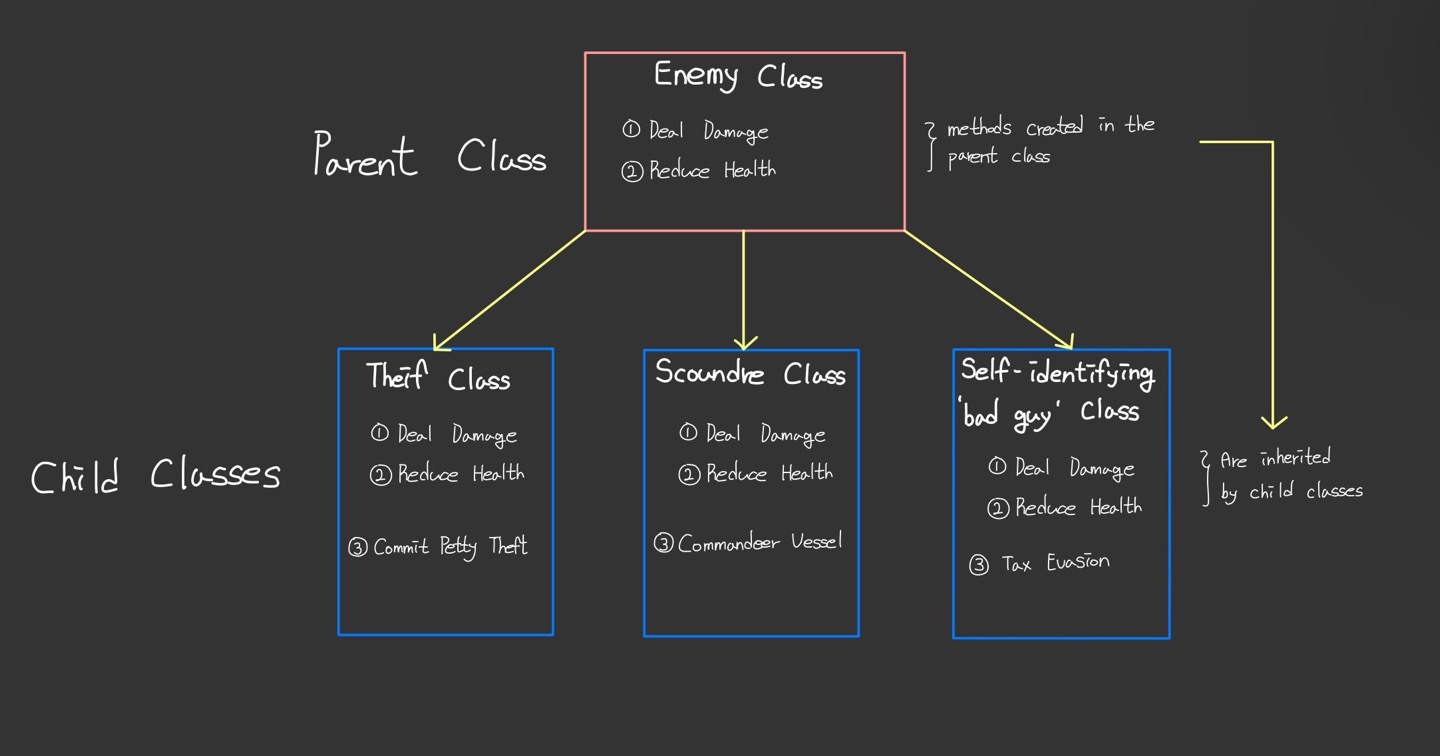 Enemy Class
① Deal Damage
② Reduce Health
Parent Class
methods created in the
parent class
Theif Class
① Deal Damage
② Reduce Health
③ Commit Petty Theft
Scoundre Class
① Deal Damage
② Reduce Health
③ Commandeer Vessel
Self-identifying
'bad guy' Class
① Deal Damage
② Reduce Health
③ Tax Evasion
Child Classes
Are inherited
by child classes